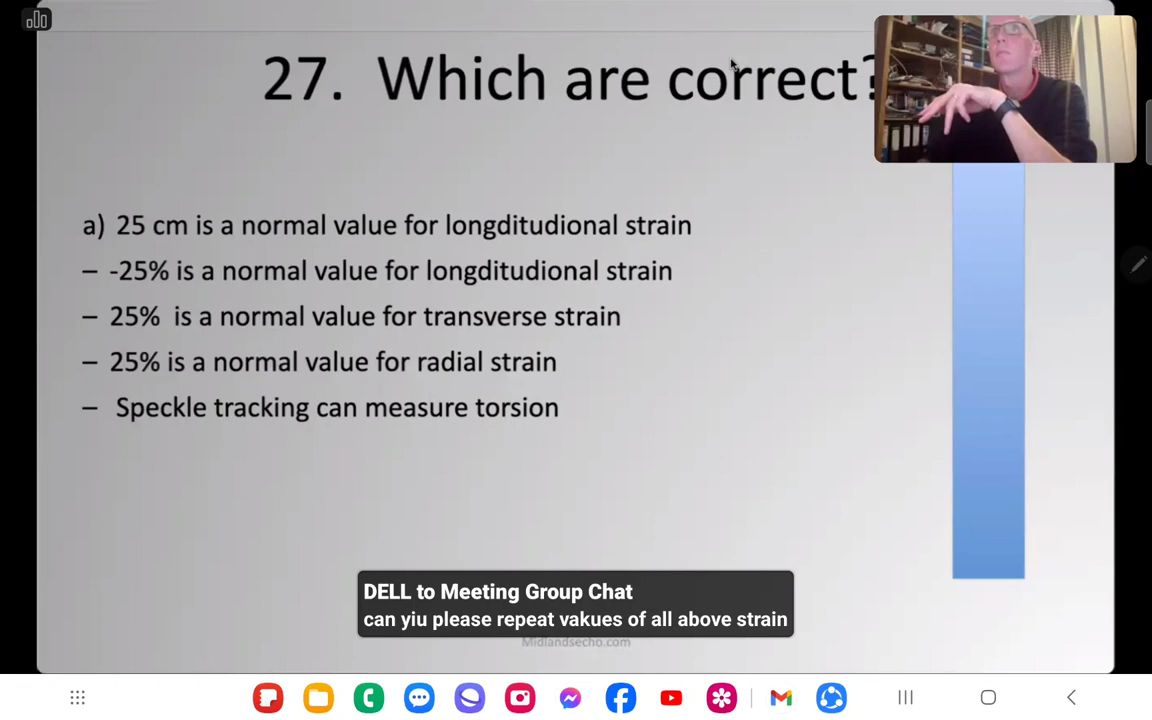 27. Which are correct?
a) 25 cm is a normal value for longditudional strain
– -25% is a normal value for longditudional strain
– 25% is a normal value for transverse strain
– 25% is a normal value for radial strain
– Speckle tracking can measure torsion
DELL to Meeting Group Chat
can yiu please repeat vakues of all above strain
Midlandsecho.com